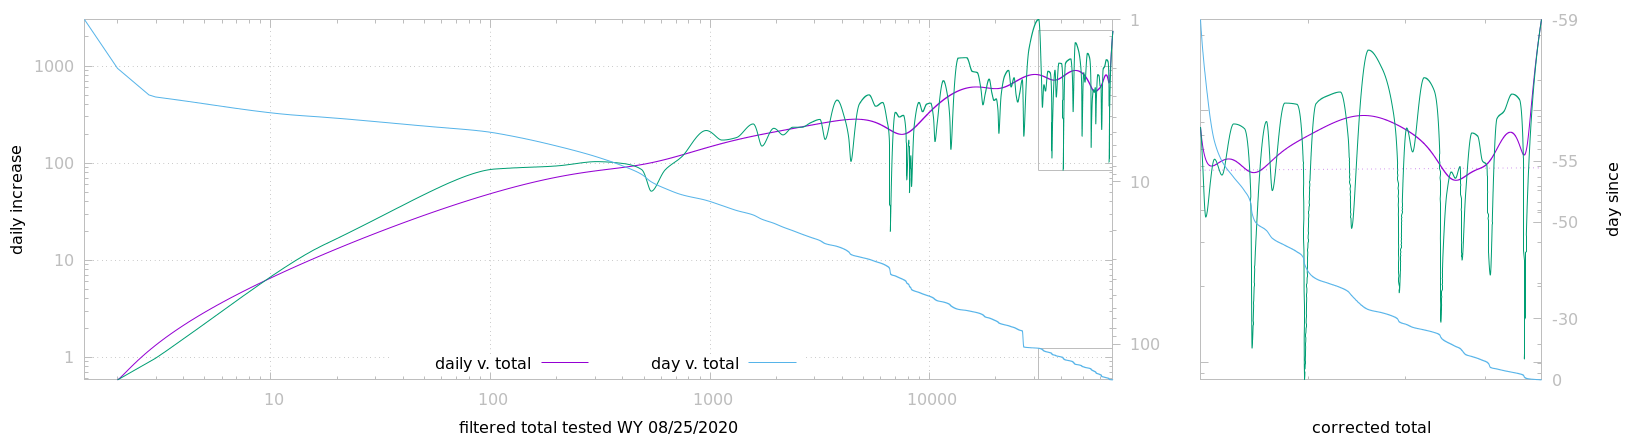 daily increase
1000
100
10
1
10
100
1000
10000
1
10
100
daily v. total
day v. total
filtered total tested WY 08/25/2020
-59
-55
-50
-30
0
day since
corrected total